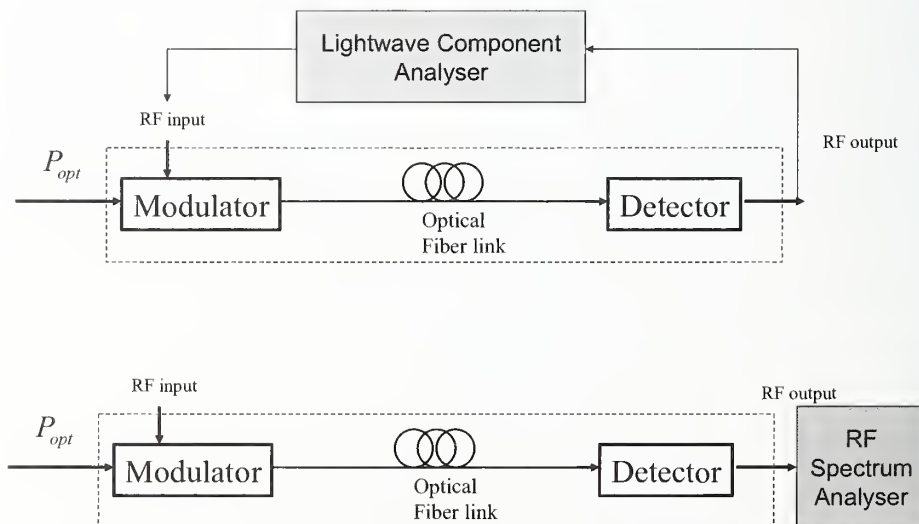 Lightwave Component
Analyser
RF input
RF output
P_opt
Modulator
Optical
Fiber link
Detector
RF input
RF output
P_opt
Modulator
Optical
Fiber link
Detector
RF
Spectrum
Analyser